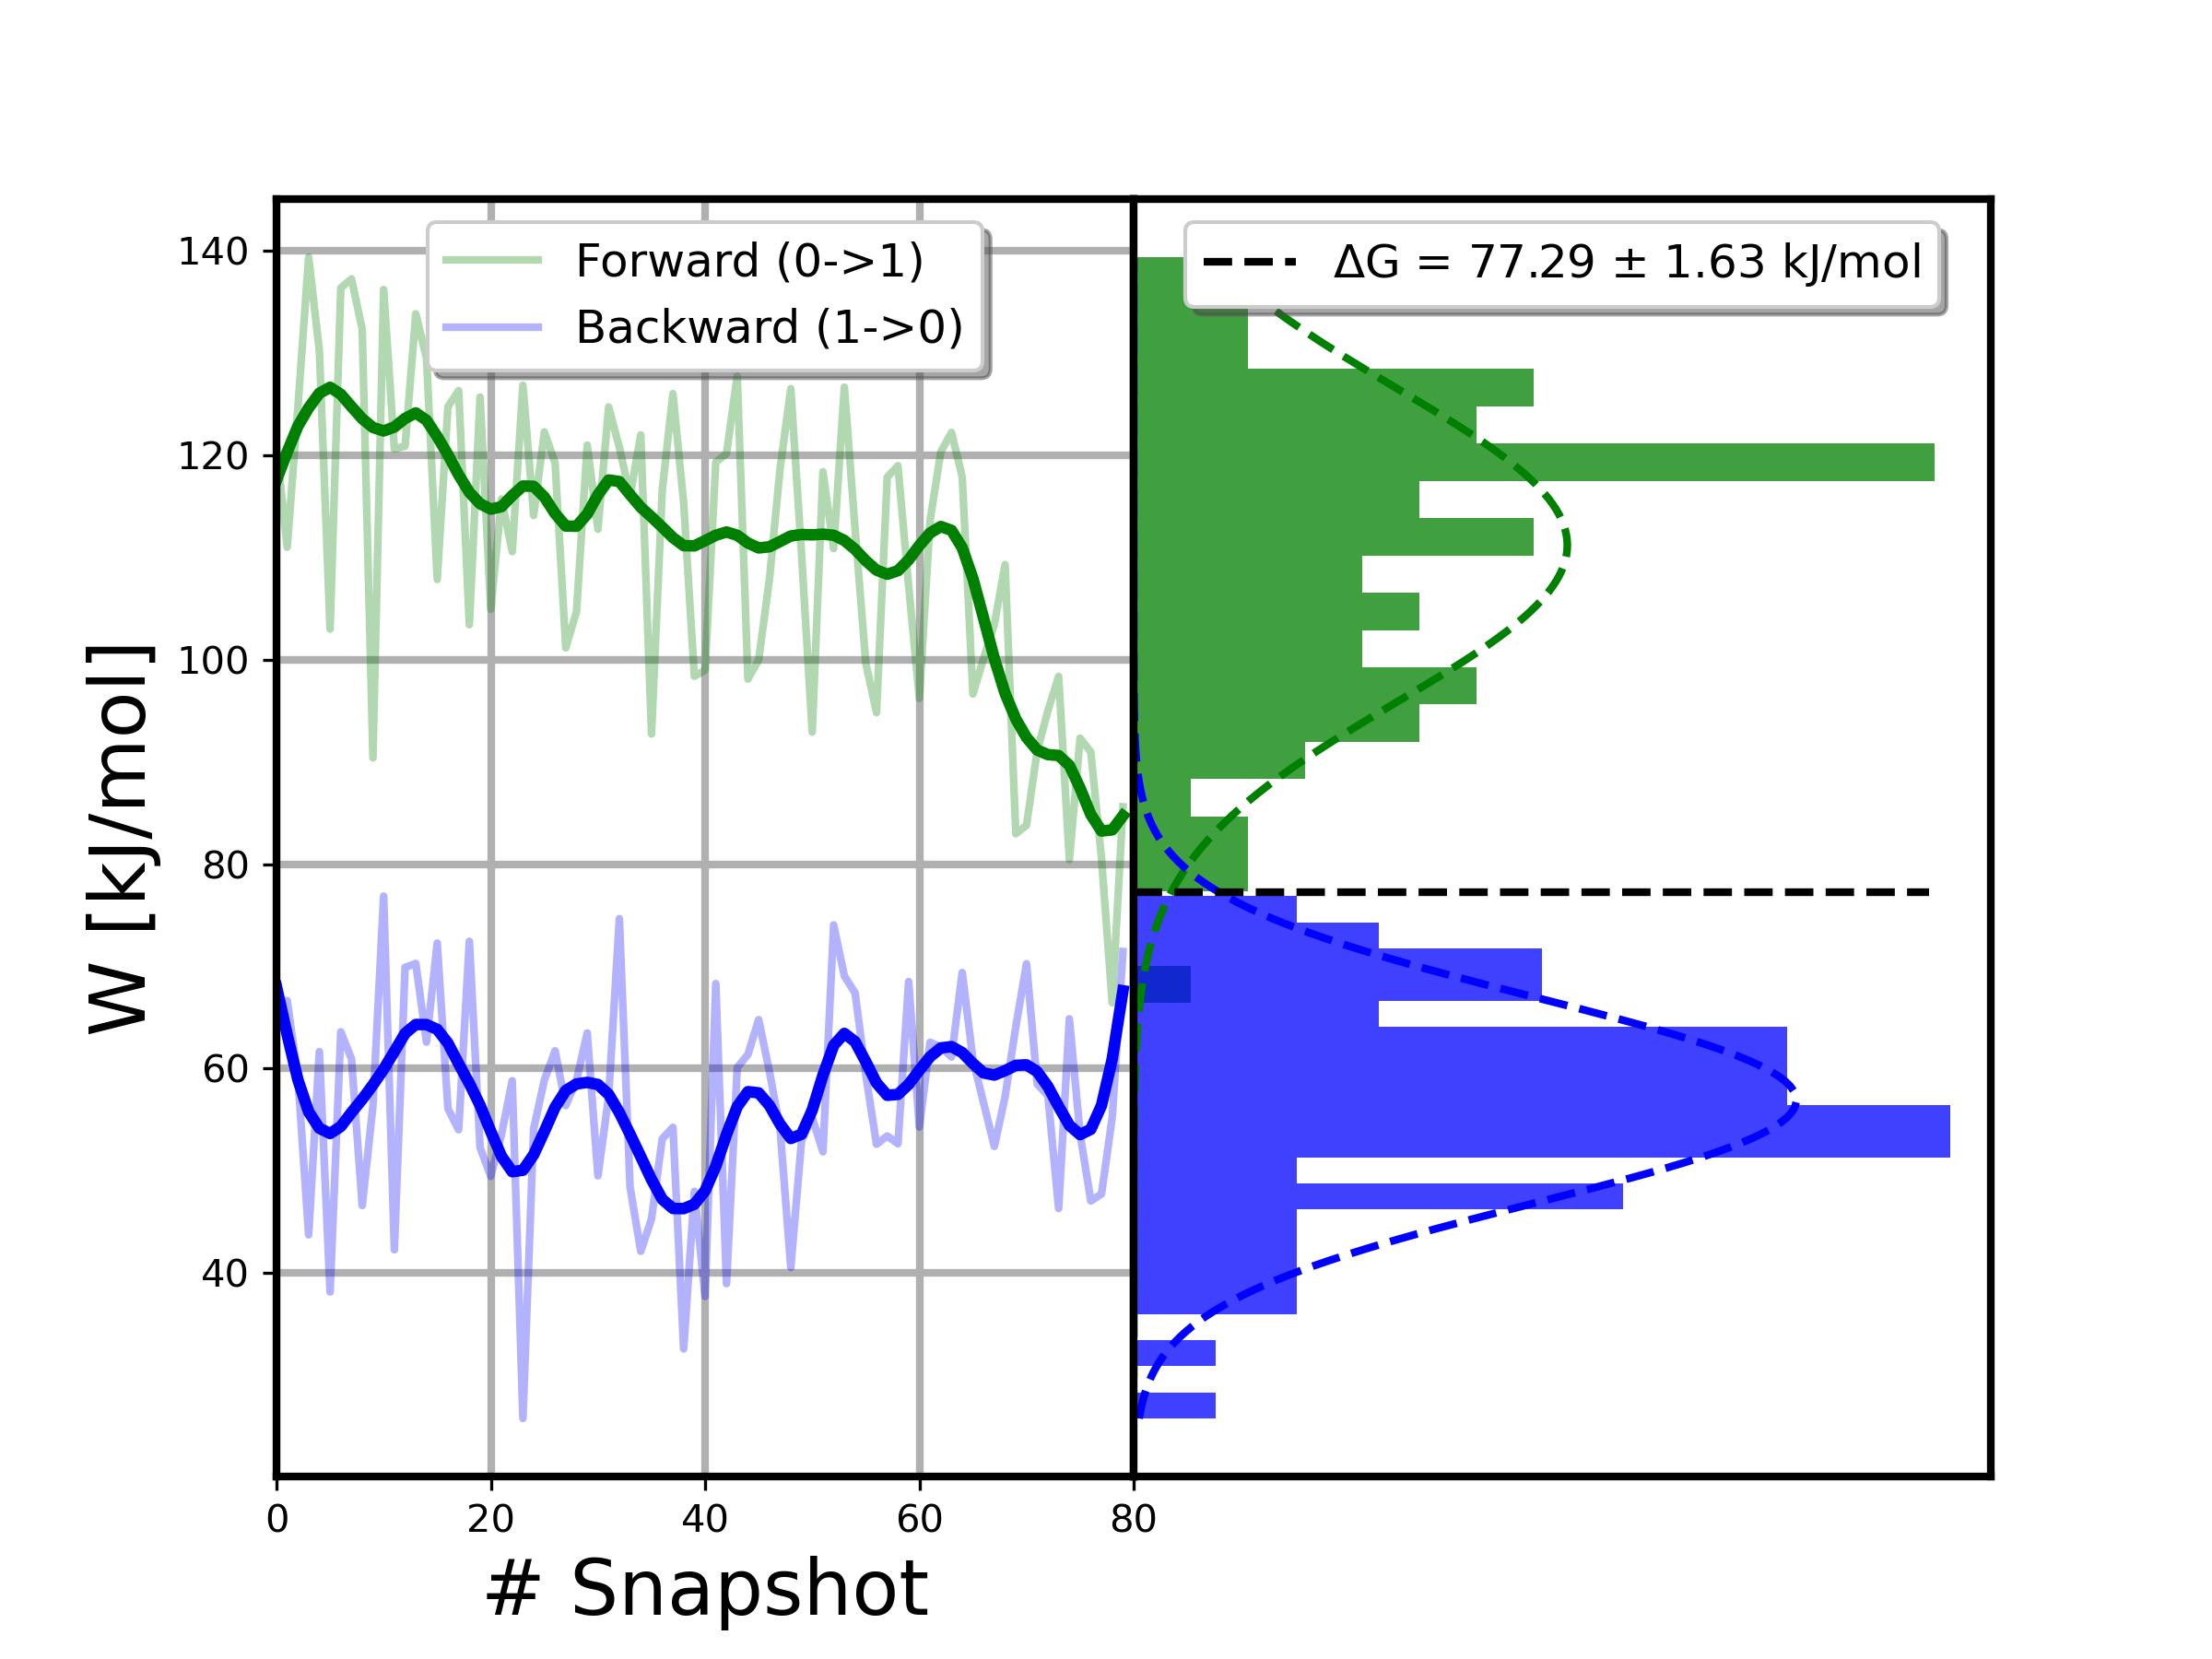 Forward (0->1)
Backward (1->0)
ΔG = 77.29 ± 1.63 kJ/mol
W [kJ/mol]
140
120
100
80
60
40
0 20 40 60 80
# Snapshot